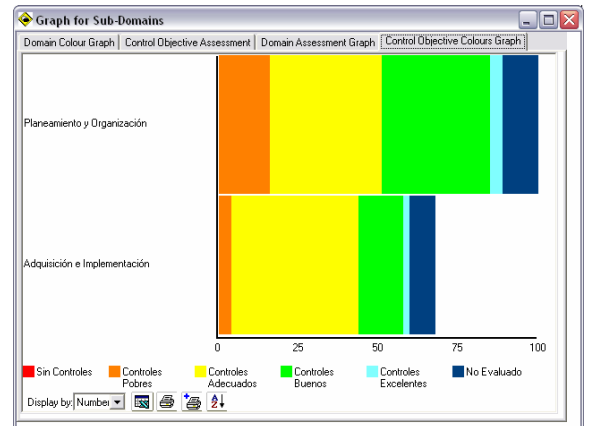 Graph for Sub-Domains
Domain Colour Graph Control Objective Assessment Domain Assessment Graph Control Objective Colours Graph
Planeamiento y Organización
Adquisición e Implementación
0 25 50 75 100
Sin Controles Controles Pobres Controles Adecuados Controles Buenos Controles Excelentes No Evaluado
Display by: Number